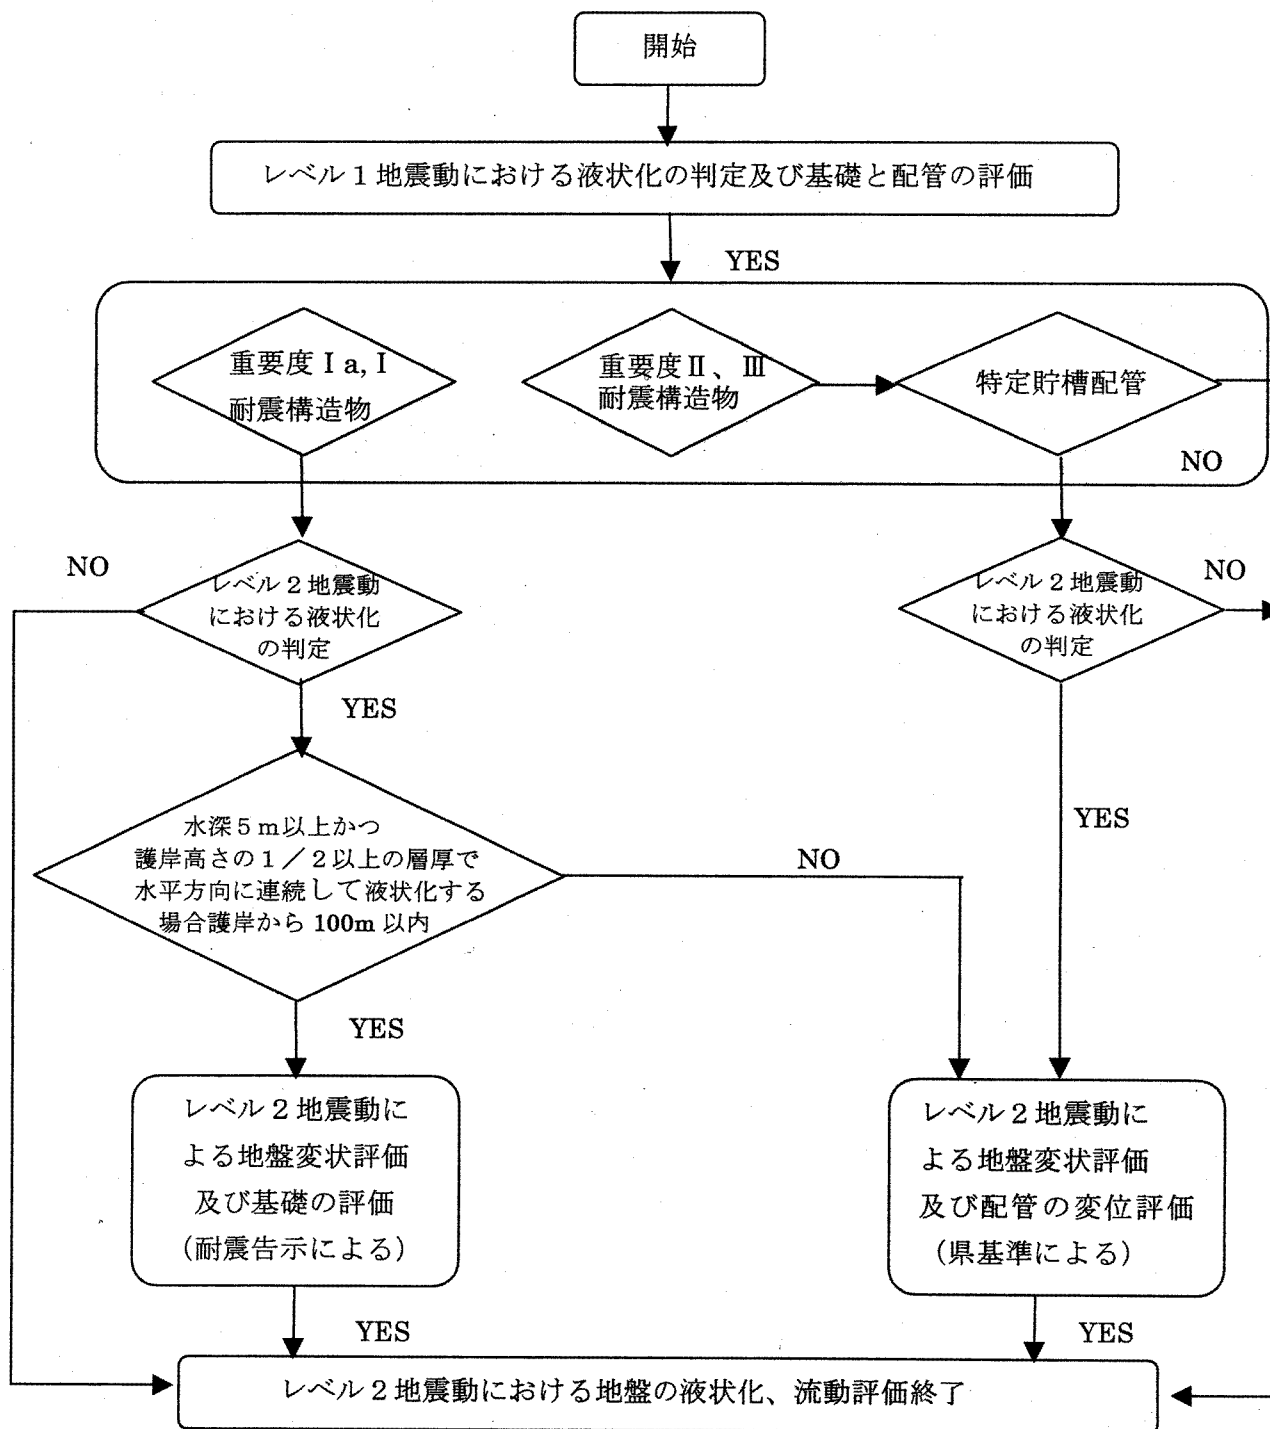 開始
レベル１地震動における液状化の判定及び基礎と配管の評価
YES
重要度Ⅰa,Ⅰ
耐震構造物
重要度Ⅱ、Ⅲ
耐震構造物
特定貯槽配管
NO
NO
レベル２地震動
における液状化
の判定
レベル２地震動
における液状化
の判定
NO
YES
水深５ｍ以上かつ
護岸高さの１／２以上の層厚で
水平方向に連続して液状化する
場合護岸から 100m 以内
NO
YES
YES
レベル２地震動に
よる地盤変状評価
及び基礎の評価
（耐震告示による）
レベル２地震動に
よる地盤変状評価
及び配管の変位評価
（県基準による）
YES
YES
レベル２地震動における地盤の液状化、流動評価終了